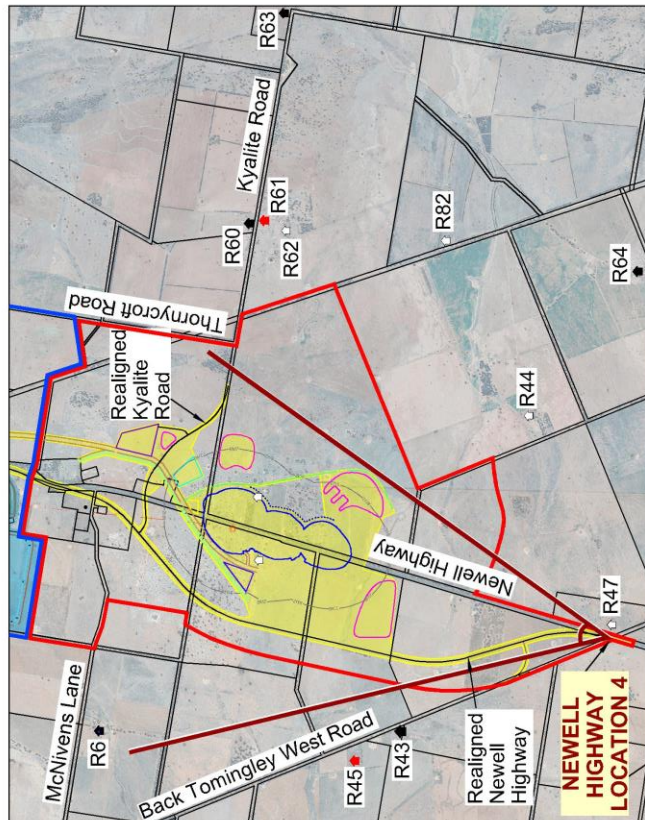 R63
Kyalite Road
R60
R61
R62
R82
R64
Thornycroft Road
Realigned
Kyalite
Road
R44
Newell Highway
R47
McNivens Lane
R6
Back Tomingley West Road
R45
R43
Realigned
Newell
Highway
NEWELL
HIGHWAY
LOCATION 4